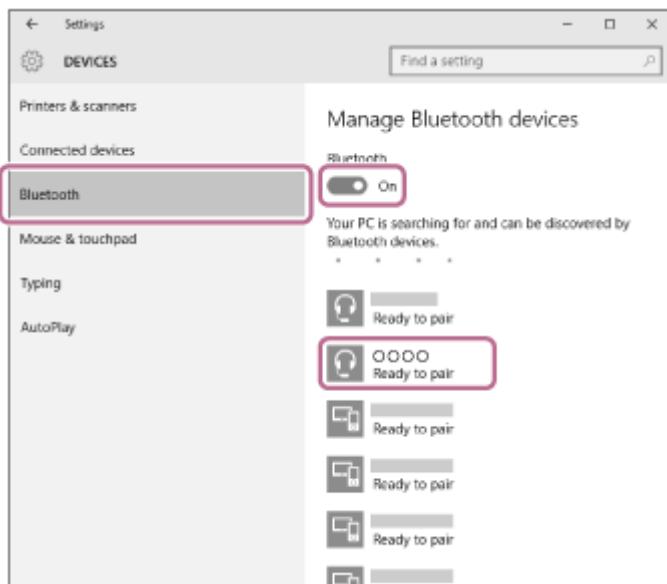 Settings
DEVICES
Find a setting
Printers & scanners
Connected devices
Bluetooth
Mouse & touchpad
Typing
AutoPlay
Manage Bluetooth devices
Bluetooth
On
Your PC is searching for and can be discovered by
Bluetooth devices.
Ready to pair
OOOO
Ready to pair
Ready to pair
Ready to pair
Ready to pair